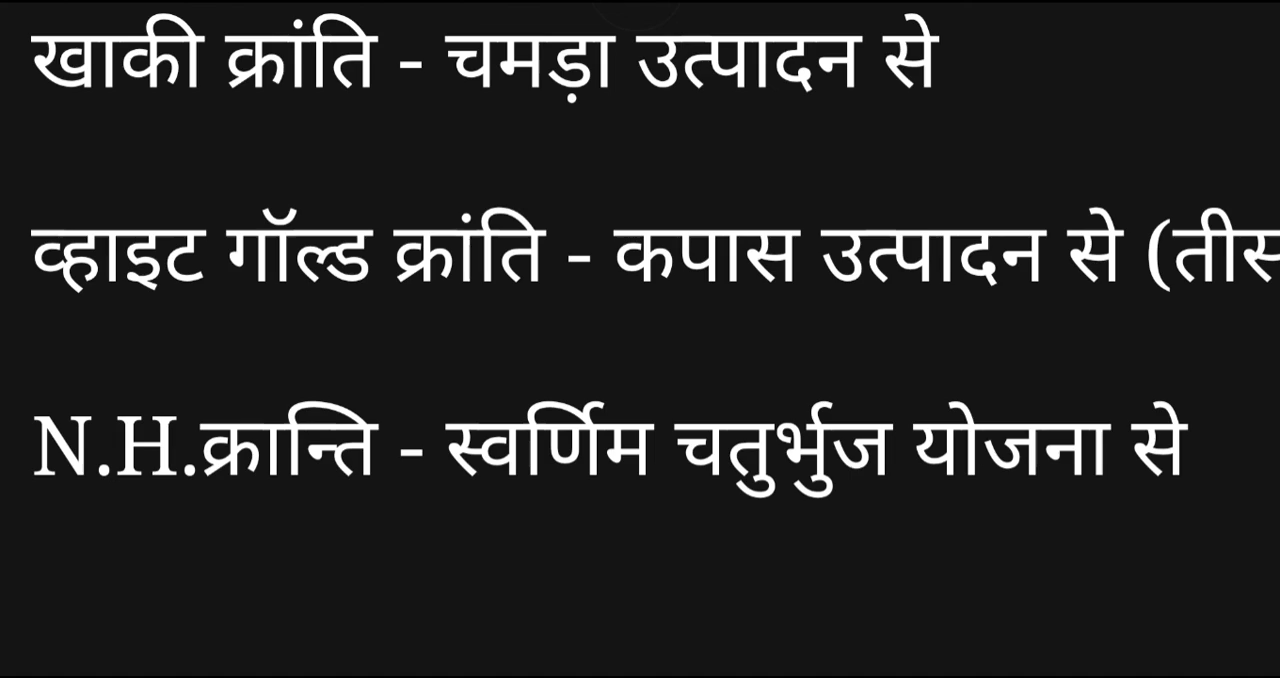 खाकी क्रांति - चमड़ा उत्पादन से
व्हाइट गॉल्ड क्रांति - कपास उत्पादन से
N.H.क्रान्ति - स्वर्णिम चतुर्भुज योजना से